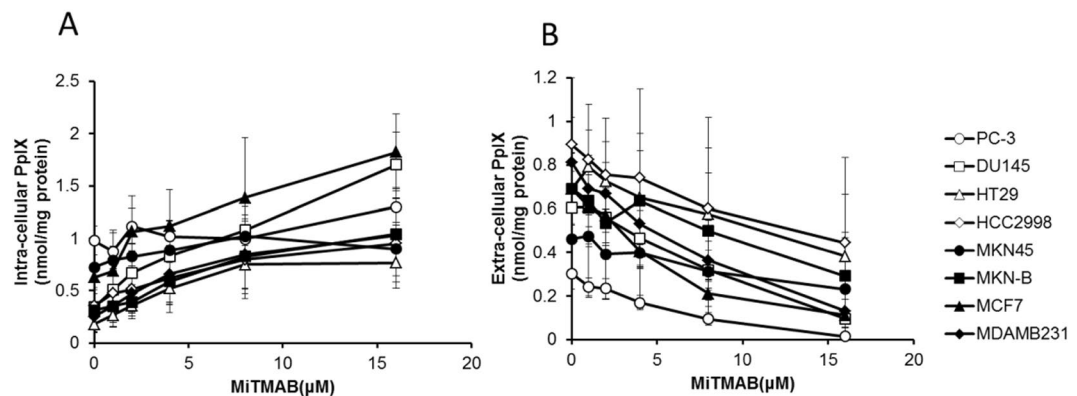 A
2.5
2
1.5
1
0.5
0
0
5
10
15
20
Intra-cellular PpIX
(nmol/mg protein)
MiTMAB(µM)
B
1.2
1
0.8
0.6
0.4
0.2
0
0
5
10
15
20
Extra-cellular PpIX
(nmol/mg protein)
MiTMAB(µM)
PC-3
DU145
HT29
HCC2998
MKN45
MKN-B
MCF7
MDAMB231